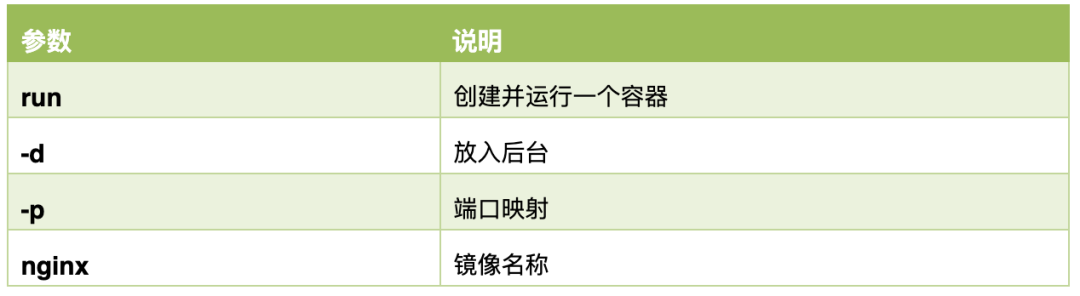 参数 说明
run 创建并运行一个容器
-d 放入后台
-p 端口映射
nginx 镜像名称